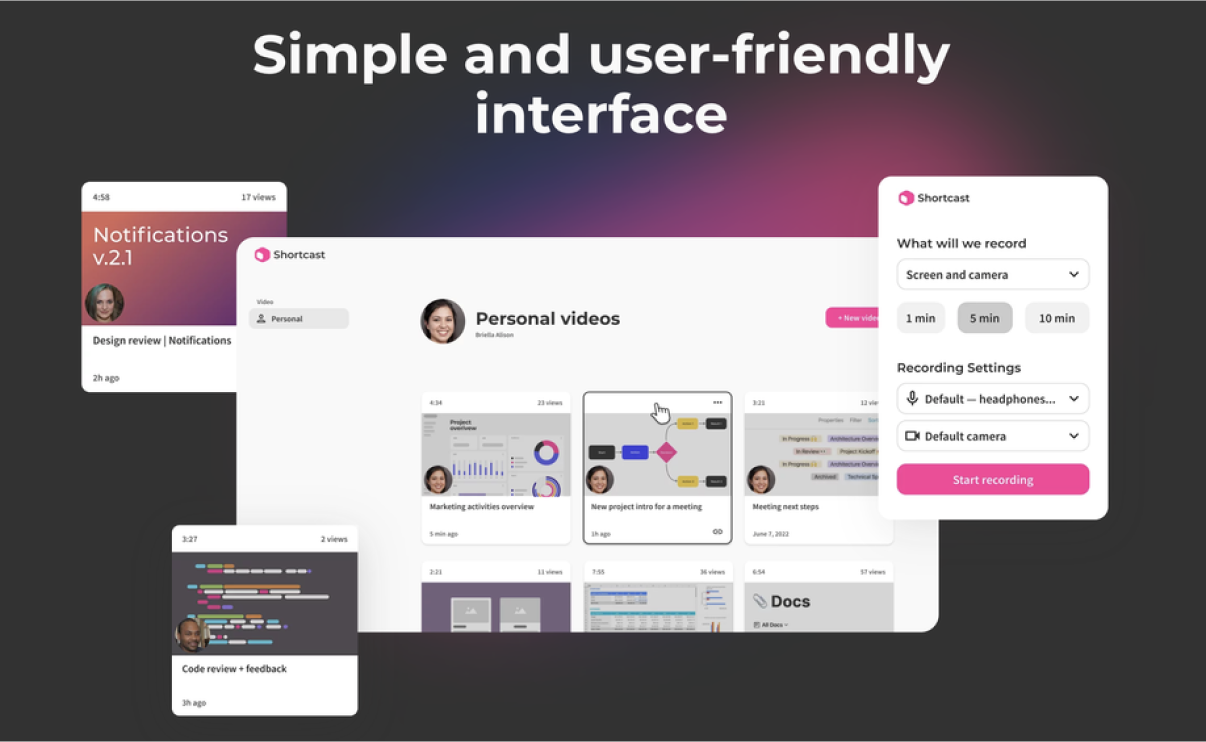 Simple and user-friendly
interface
4:58 17 views
Notifications
v.2.1
Design review | Notifications
2h ago
Shortcast
Video
Personal
Personal videos
Briella Alison
+ New video
4:34 23 views
Project
overview
Marketing activities overview
5 min ago
New project intro for a meeting
1h ago
3:21 12 vie
Properties Filter Sort
In Progress Architecture Overvi
In-Review Project Kickoff
In Progress Architecture Overvi
Archived Technical Sp
Meeting next steps
June 7, 2022
2:21 11 views
7:55 36 views
6:54 57 views
Docs
All Docs
Shortcast
What will we record
Screen and camera
1 min 5 min 10 min
Recording Settings
Default — headphones...
Default camera
Start recording
3:27 2 views
Code review + feedback
3h ago